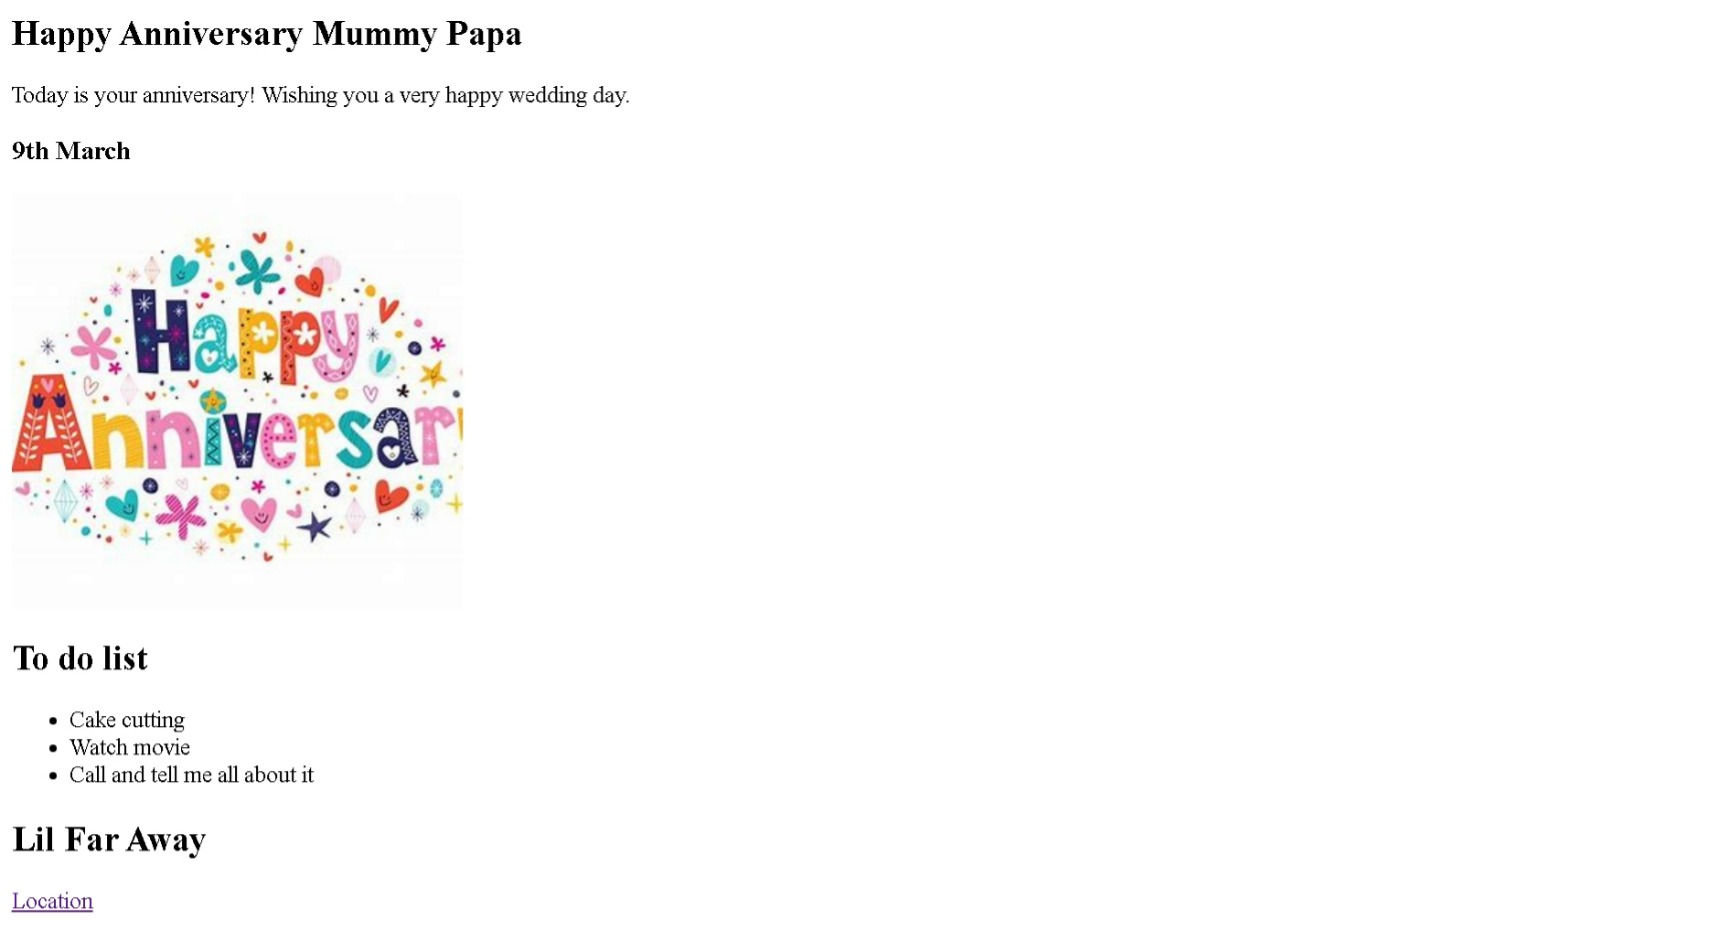 Happy Anniversary Mummy Papa
Today is your anniversary! Wishing you a very happy wedding day.
9th March
Happy
Anniversar
To do list
Cake cutting
Watch movie
Call and tell me all about it
Lil Far Away
Location